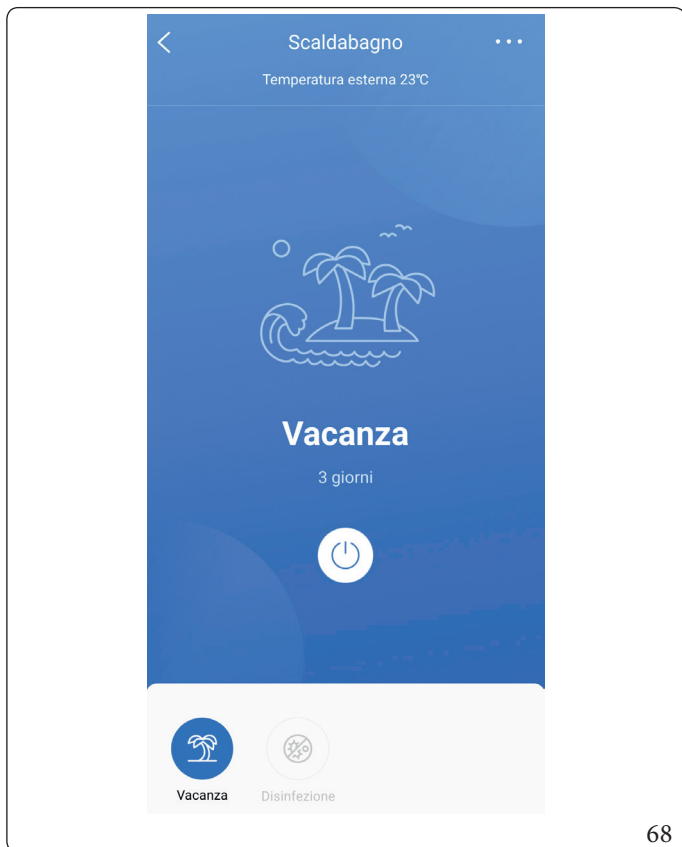 Scaldabagno
Temperatura esterna 23℃
Vacanza
3 giorni
Vacanza
Disinfezione
68